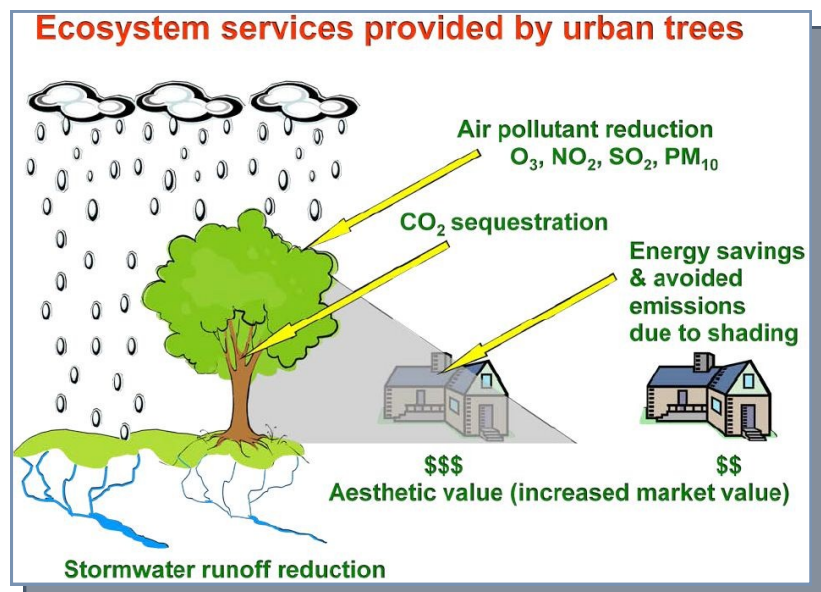 Ecosystem services provided by urban trees
Air pollutant reduction
O₃, NO₂, SO₂, PM₁₀
CO₂ sequestration
Energy savings
& avoided
emissions
due to shading
$$$
$$
Aesthetic value (increased market value)
Stormwater runoff reduction